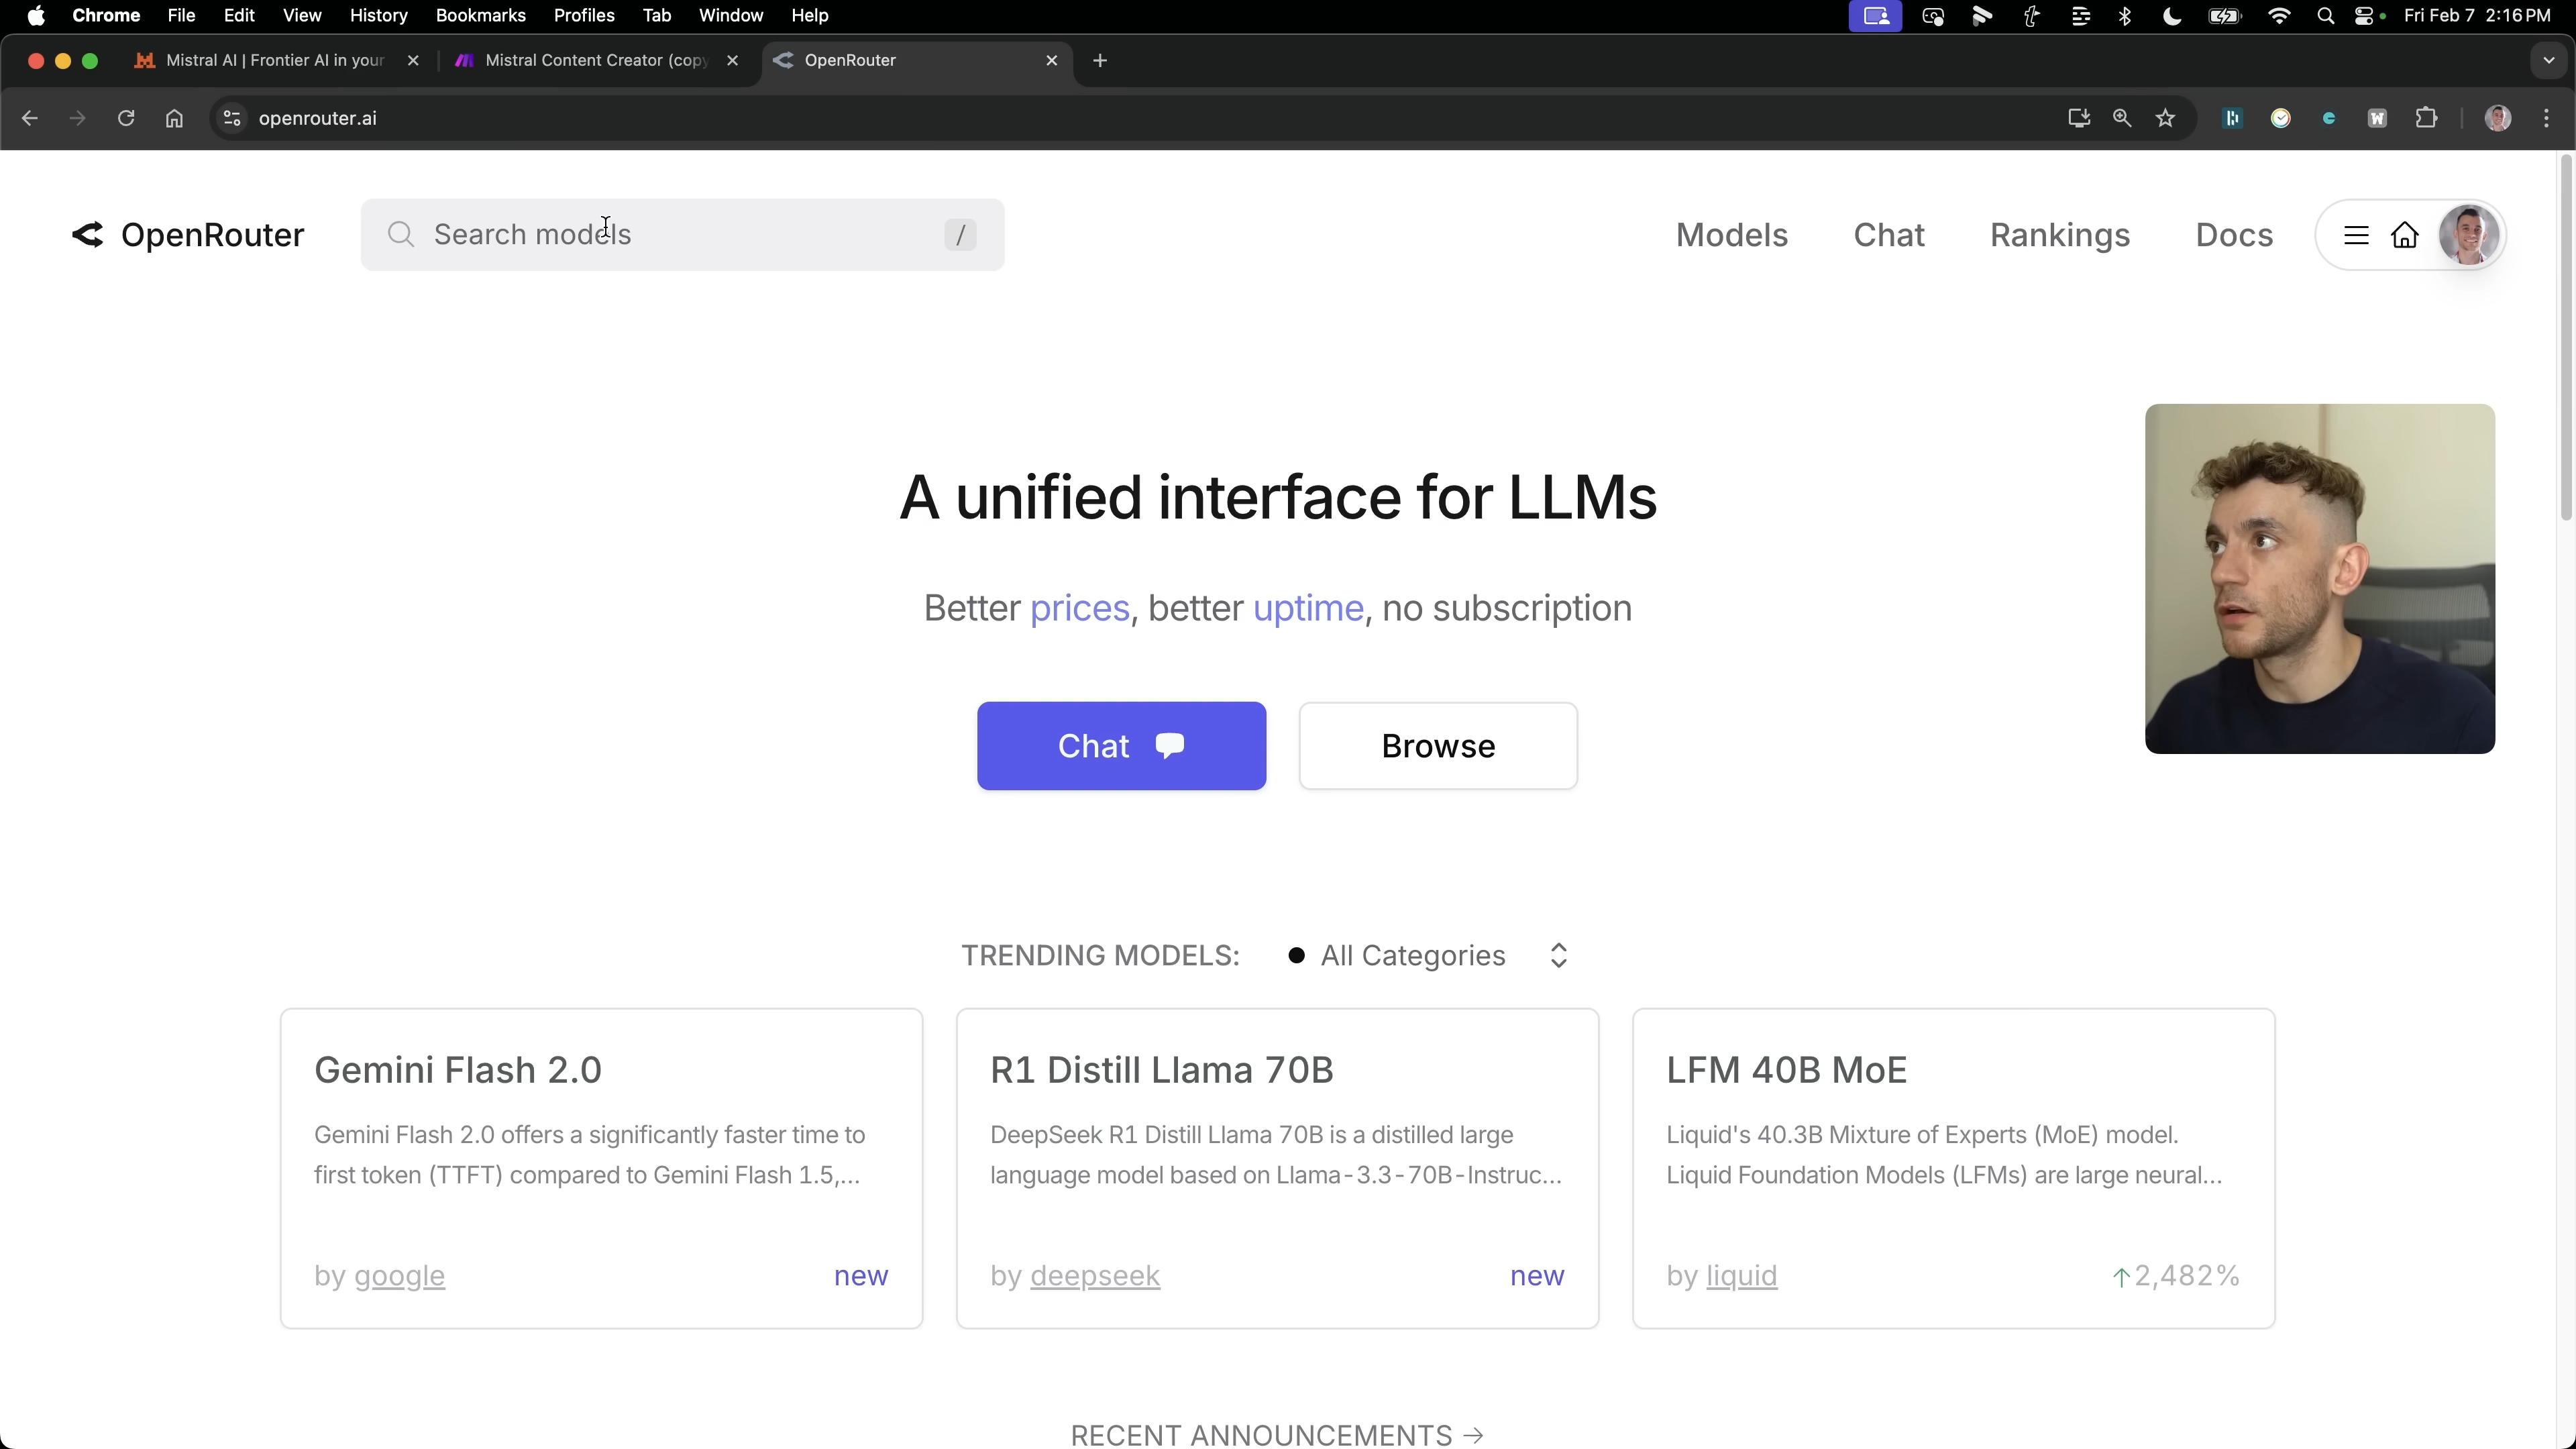 Chrome File Edit View History Bookmarks Profiles Tab Window Help Fri Feb 7 2:16 PM
Mistral AI | Frontier AI in your
Mistral Content Creator (copy
OpenRouter
openrouter.ai
OpenRouter
Search models /
Models Chat Rankings Docs
A unified interface for LLMs
Better prices, better uptime, no subscription
Chat
Browse
TRENDING MODELS: All Categories
Gemini Flash 2.0
Gemini Flash 2.0 offers a significantly faster time to
first token (TTFT) compared to Gemini Flash 1.5,...
by google new
R1 Distill Llama 70B
DeepSeek R1 Distill Llama 70B is a distilled large
language model based on Llama-3.3-70B-Instruc...
by deepseek new
LFM 40B MoE
Liquid's 40.3B Mixture of Experts (MoE) model.
Liquid Foundation Models (LFMs) are large neural...
by liquid ↑2,482%
RECENT ANNOUNCEMENTS →